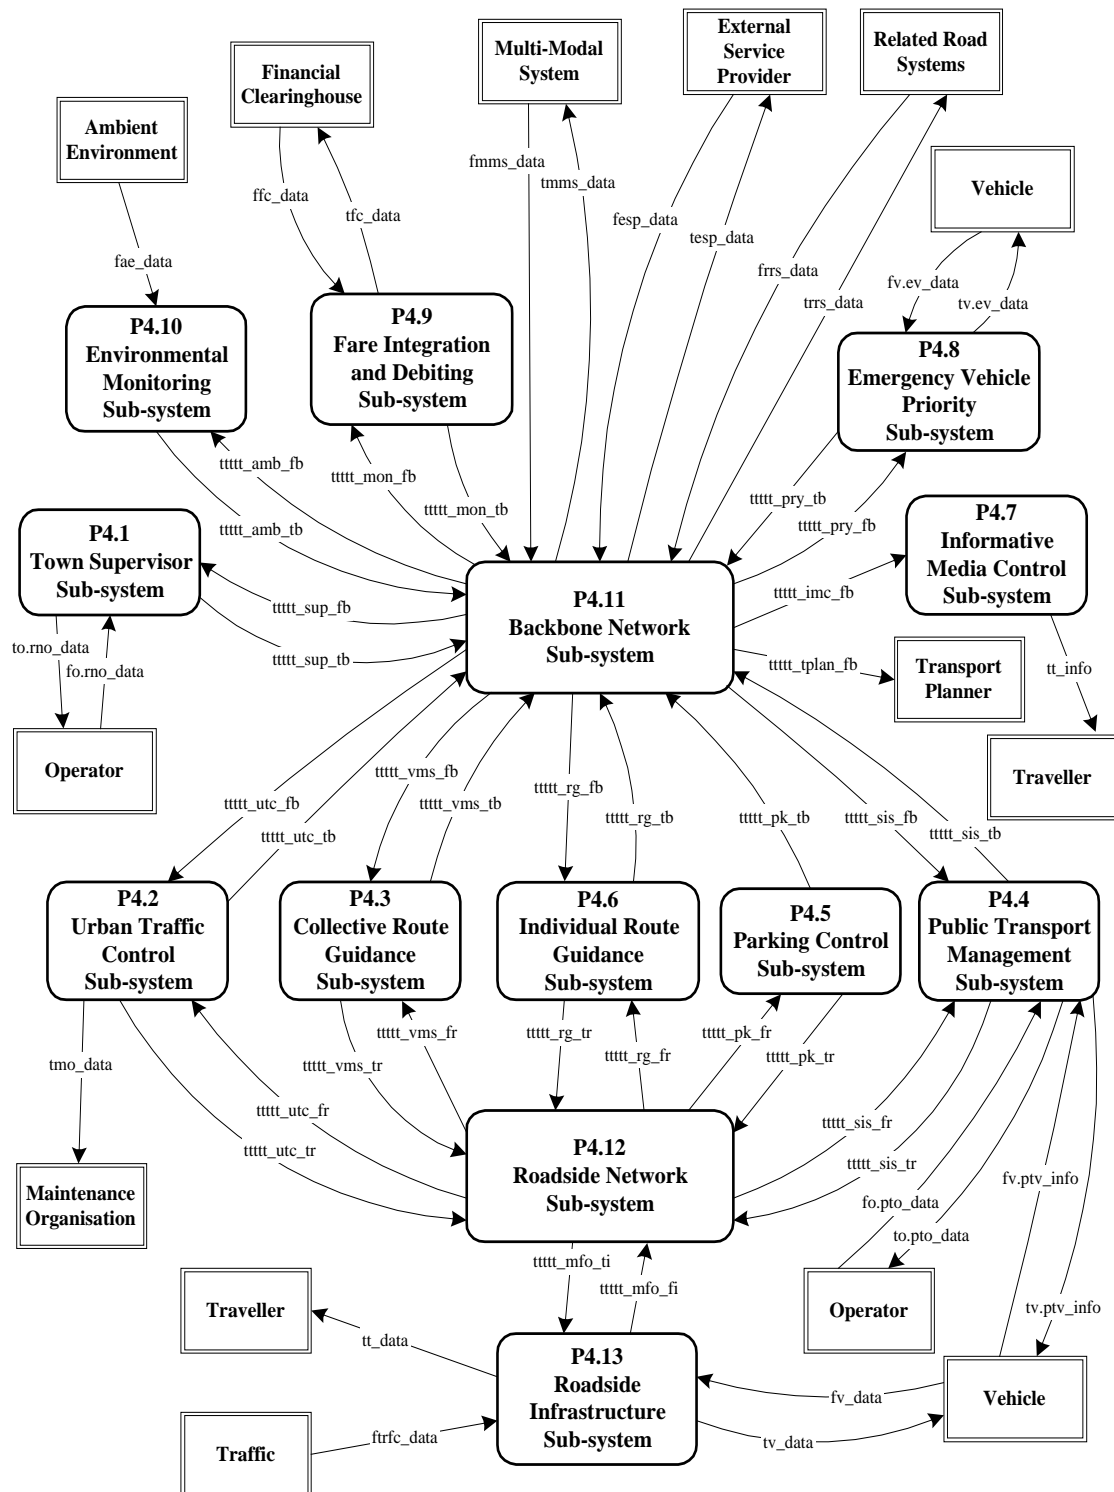 External
Service
Provider
Multi-Modal
System
Related Road
Systems
Financial
Clearinghouse
Ambient
Environment
fmms_data
tmms_data
Vehicle
ffc_data
tfc_data
fesp_data
tesp_data
frrs_data
trrs_data
fae_data
fv.ev_data
tv.ev_data
P4.10
Environmental
Monitoring
Sub-system
P4.9
Fare Integration
and Debiting
Sub-system
P4.8
Emergency Vehicle
Priority
Sub-system
ttttt_amb_fb
ttttt_mon_fb
ttttt_pry_tb
ttttt_mon_tb
ttttt_amb_tb
ttttt_pry_fb
P4.1
Town Supervisor
Sub-system
P4.7
Informative
Media Control
Sub-system
ttttt_sup_fb
ttttt_imc_fb
P4.11
Backbone Network
Sub-system
to.rno_data
fo.rno_data
ttttt_sup_tb
ttttt_tplan_fb
Transport
Planner
tt_info
Operator
Traveller
ttttt_vms_fb
ttttt_rg_fb
ttttt_utc_fb
ttttt_vms_tb
ttttt_rg_tb
ttttt_pk_tb
ttttt_sis_fb
ttttt_utc_tb
ttttt_sis_tb
P4.2
Urban Traffic
Control
Sub-system
P4.3
Collective Route
Guidance
Sub-system
P4.6
Individual Route
Guidance
Sub-system
P4.5
Parking Control
Sub-system
P4.4
Public Transport
Management
Sub-system
ttttt_vms_fr
ttttt_rg_tr
ttttt_pk_fr
tmo_data
ttttt_vms_tr
ttttt_rg_fr
ttttt_pk_tr
ttttt_utc_fr
ttttt_utc_tr
ttttt_sis_fr
ttttt_sis_tr
P4.12
Roadside Network
Sub-system
Maintenance
Organisation
fv.ptv_info
fo.pto_data
to.pto_data
ttttt_mfo_ti
ttttt_mfo_fi
Traveller
Operator
tv.ptv_info
tt_data
P4.13
Roadside
Infrastructure
Sub-system
fv_data
Vehicle
ftrfc_data
tv_data
Traffic